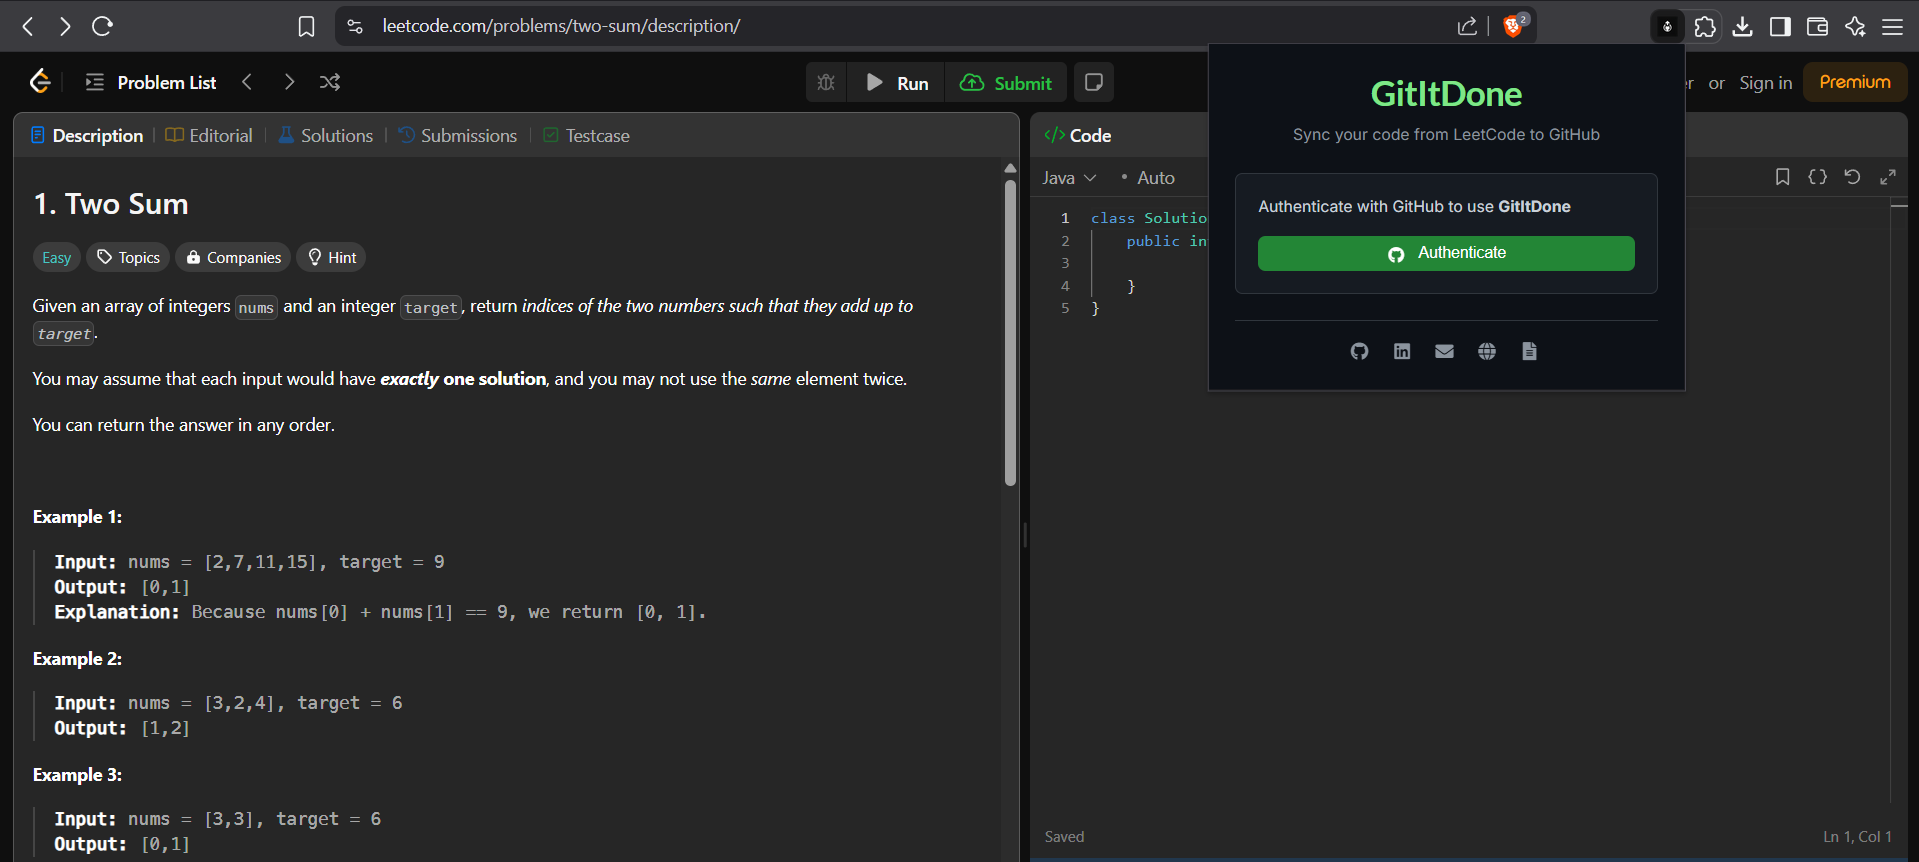 leetcode.com/problems/two-sum/description/
2
Problem List
Run
Submit
or
Sign in
Premium
Description
Editorial
Solutions
Submissions
Testcase
1. Two Sum
Easy
Topics
Companies
Hint
Given an array of integers nums and an integer target, return indices of the two numbers such that they add up to
target.
You may assume that each input would have exactly one solution, and you may not use the same element twice.
You can return the answer in any order.
Example 1:
Input: nums = [2,7,11,15], target = 9
Output: [0,1]
Explanation: Because nums[0] + nums[1] == 9, we return [0, 1].
Example 2:
Input: nums = [3,2,4], target = 6
Output: [1,2]
Example 3:
Input: nums = [3,3], target = 6
Output: [0,1]
</> Code
Java
• Auto
1 class Solutio
2 public in
3
4 }
5 }
Saved
Ln 1, Col 1
GitItDone
Sync your code from LeetCode to GitHub
Authenticate with GitHub to use GitItDone
Authenticate